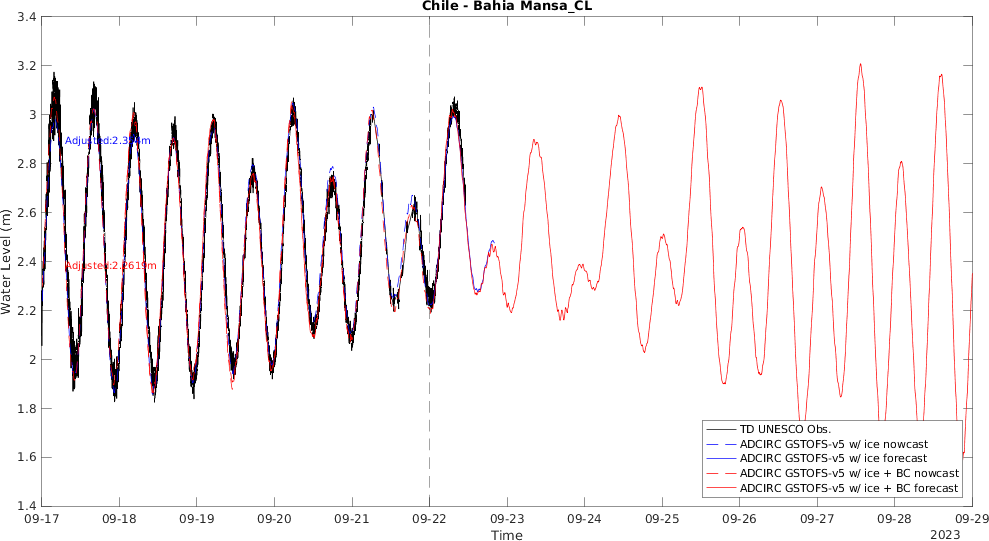 Chile - Bahia Mansa_CL
3.4
3.2
3
2.8
2.6
2.4
2.2
2
1.8
1.6
1.4
Water Level (m)
Adjusted:2.2619m
TD UNESCO Obs.
ADCIRC GSTOFS-v5 w/ ice nowcast
ADCIRC GSTOFS-v5 w/ ice forecast
ADCIRC GSTOFS-v5 w/ ice + BC nowcast
ADCIRC GSTOFS-v5 w/ ice + BC forecast
09-17 09-18 09-19 09-20 09-21 09-22 09-23 09-24 09-25 09-26 09-27 09-28 09-29
Time
2023